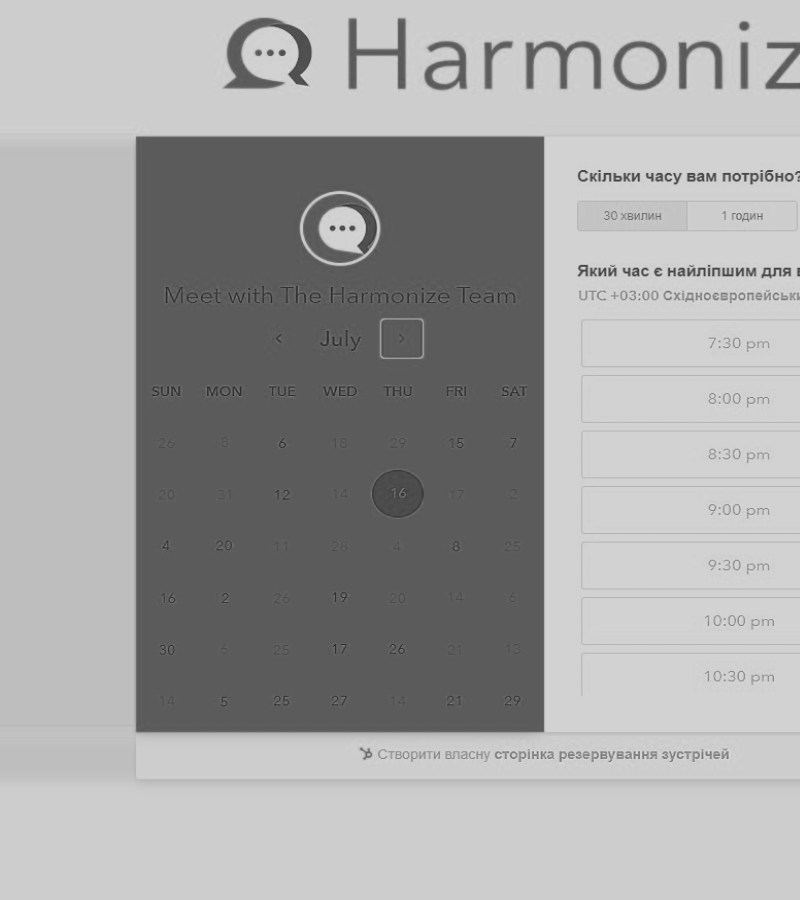 Harmoniz
Meet with The Harmonize Team
July
SUN MON TUE WED THU FRI SAT
26 8 6 18 29 15 7
20 31 12 14 16 17 2
4 20 11 26 4 8 25
16 2 26 19 20 14 6
30 6 25 17 26 21 13
14 5 25 27 14 21 29
Скільки часу вам потрібно?
30 хвилин 1 годин
Який час є найліпшим для
UTC +03:00 Східноєвропейськи
7:30 pm
8:00 pm
8:30 pm
9:00 pm
9:30 pm
10:00 pm
10:30 pm
Створити власну сторінка резервування зустрічей